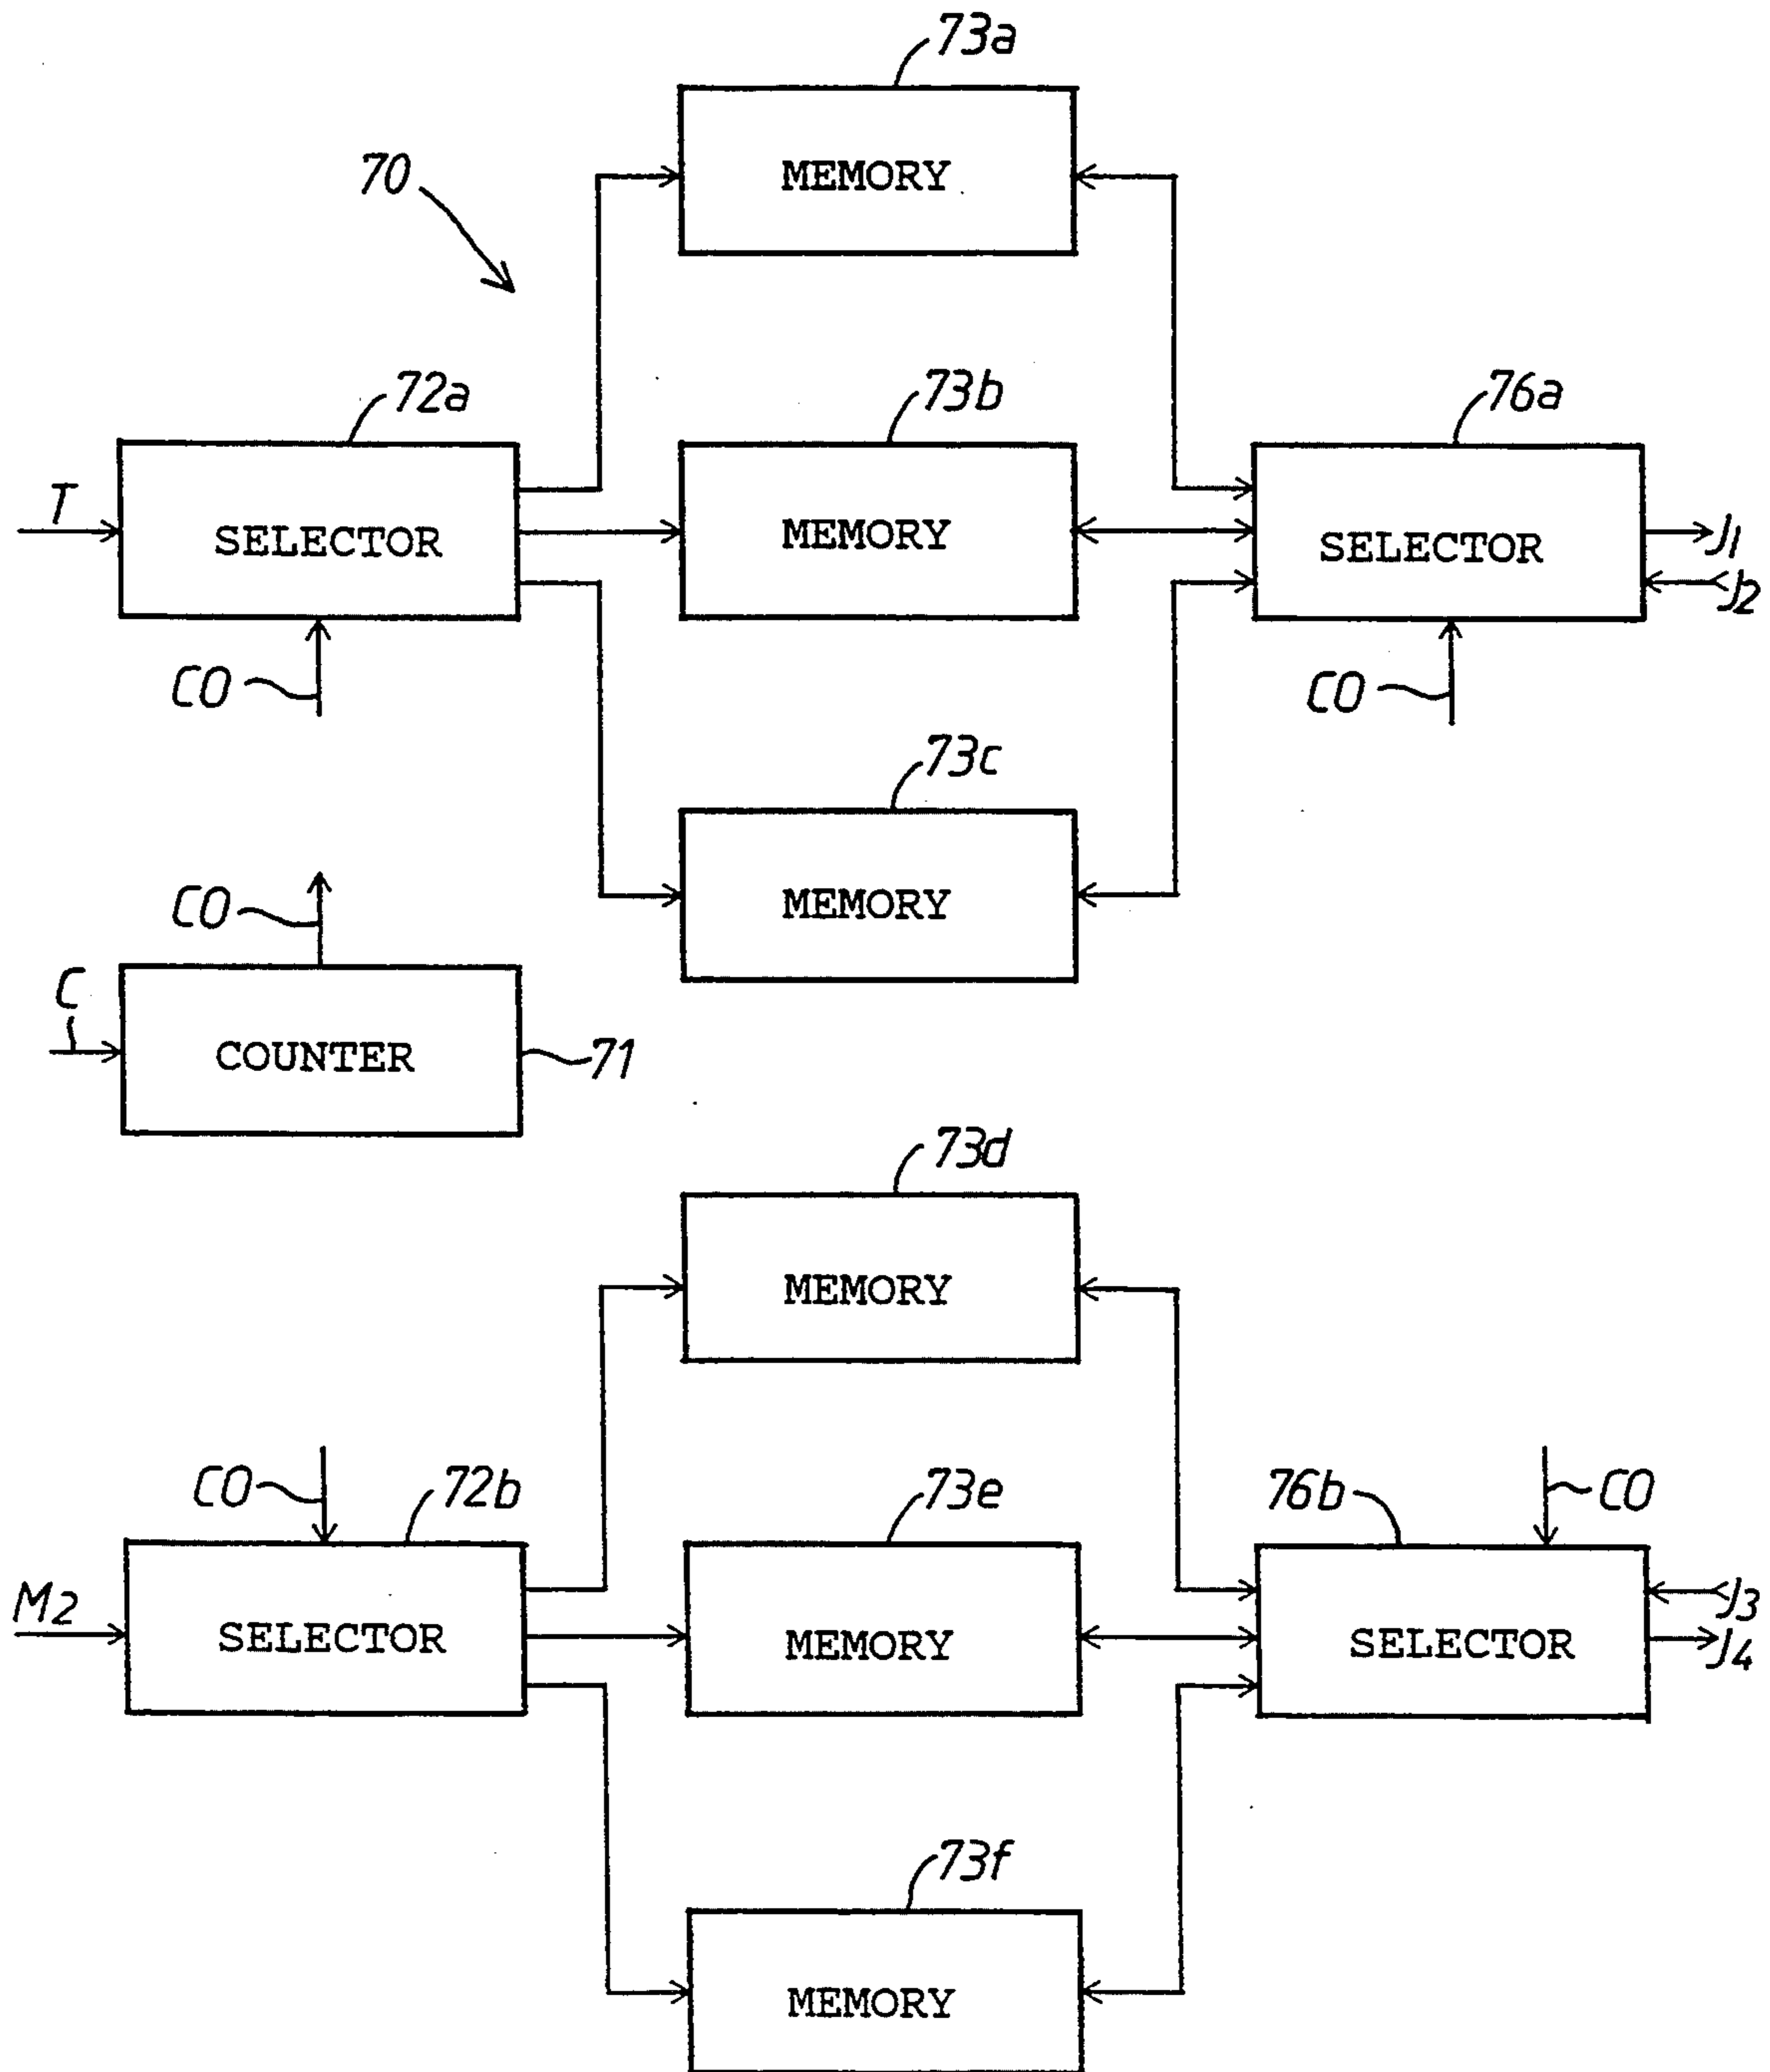 73a
MEMORY
70
72a
73b
76a
T
SELECTOR
MEMORY
SELECTOR
J1
J2
CO
CO
73c
MEMORY
CO
C
COUNTER
71
73d
MEMORY
CO
72b
73e
76b
CO
M2
SELECTOR
MEMORY
SELECTOR
J3
J4
73f
MEMORY